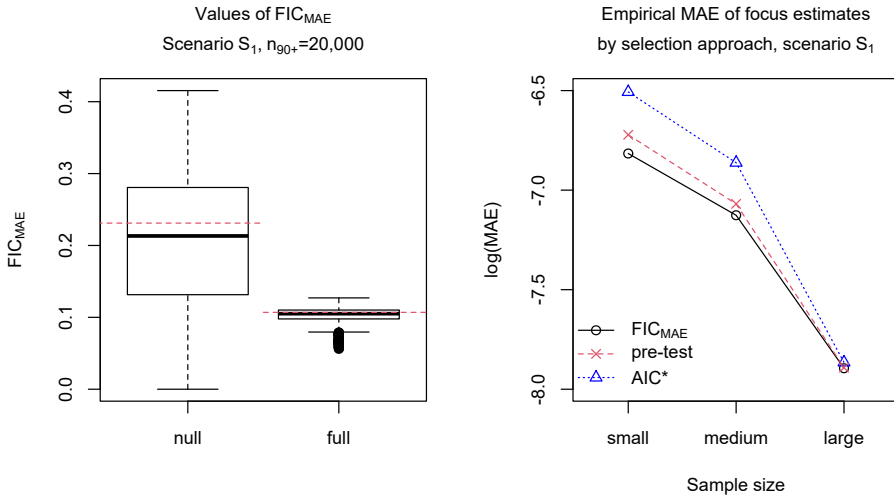 Values of FIC_MAE
Scenario S_1, n_90+=20,000
FIC_MAE
0.4
0.3
0.2
0.1
0.0
null
full
Empirical MAE of focus estimates
by selection approach, scenario S_1
log(MAE)
-6.5
-7.0
-7.5
-8.0
FIC_MAE
pre-test
AIC*
small
medium
large
Sample size